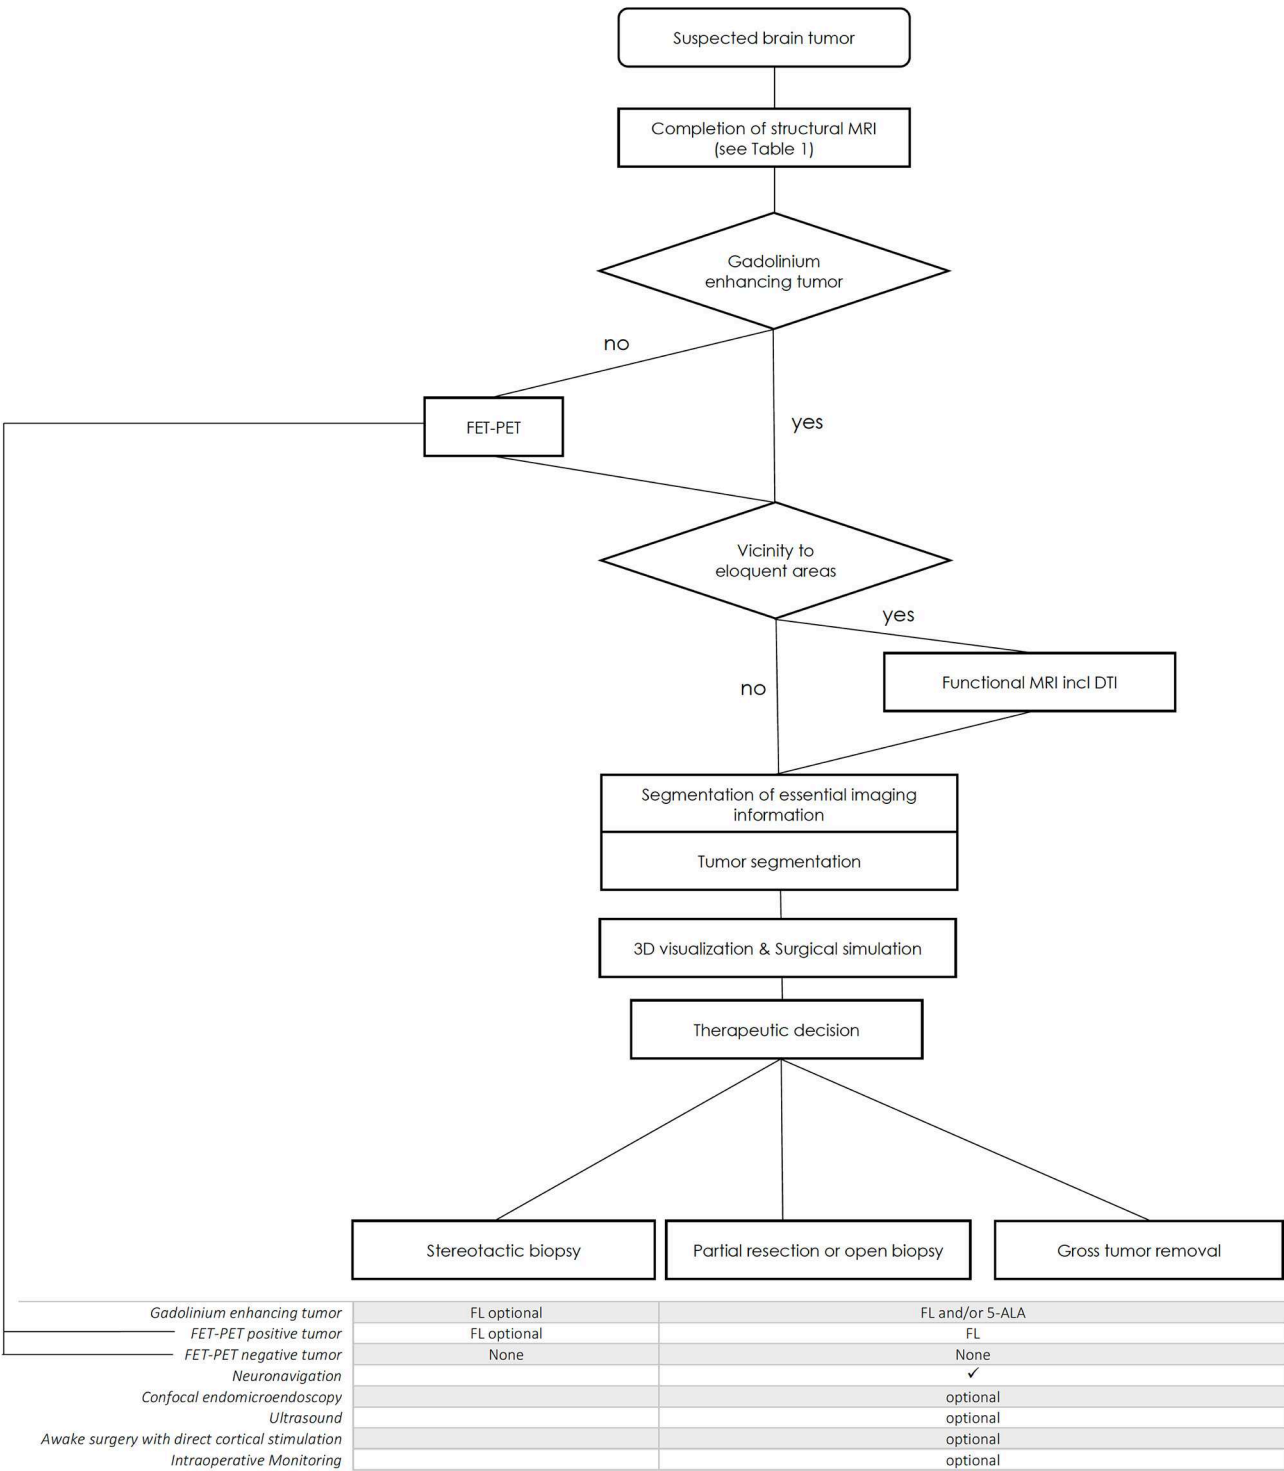 Suspected brain tumor
Completion of structural MRI
(see Table 1)
Gadolinium
enhancing tumor
no
yes
FET-PET
Vicinity to
eloquent areas
yes
no
Functional MRI incl DTI
Segmentation of essential imaging
information
Tumor segmentation
3D visualization & Surgical simulation
Therapeutic decision
Stereotactic biopsy
Partial resection or open biopsy
Gross tumor removal
Gadolinium enhancing tumor FL optional FL and/or 5-ALA
FET-PET positive tumor FL optional FL
FET-PET negative tumor None None
Neuronavigation ✓
Confocal endomicroendoscopy optional
Ultrasound optional
Awake surgery with direct cortical stimulation optional
Intraoperative Monitoring optional